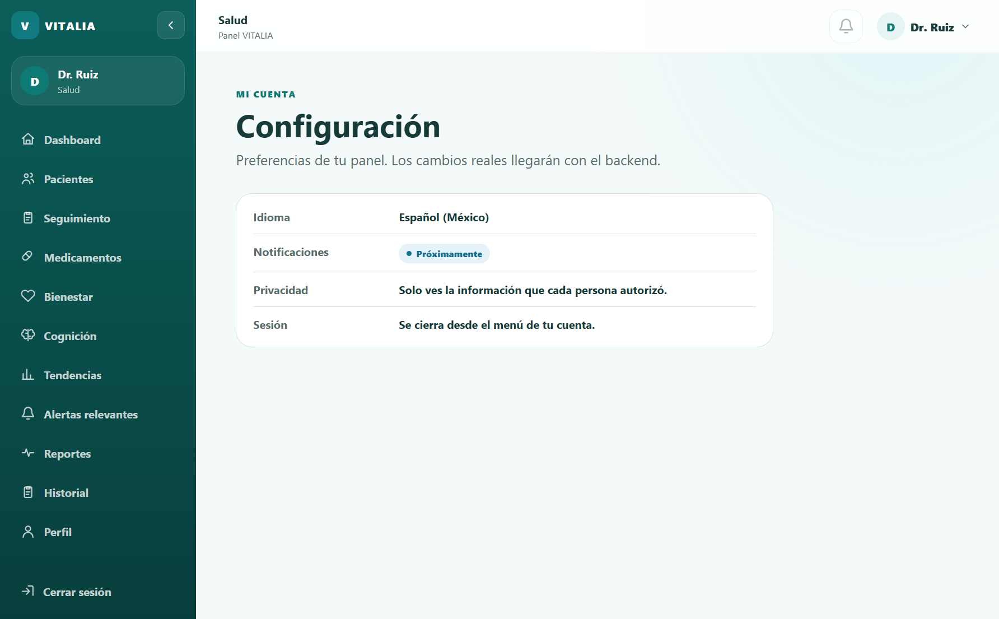 V VITALIA
D
Dr. Ruiz
Salud
Dashboard
Pacientes
Seguimiento
Medicamentos
Bienestar
Cognición
Tendencias
Alertas relevantes
Reportes
Historial
Perfil
Cerrar sesión
Salud
Panel VITALIA
D Dr. Ruiz
MI CUENTA
Configuración
Preferencias de tu panel. Los cambios reales llegarán con el backend.
Idioma Español (México)
Notificaciones Próximamente
Privacidad Solo ves la información que cada persona autorizó.
Sesión Se cierra desde el menú de tu cuenta.